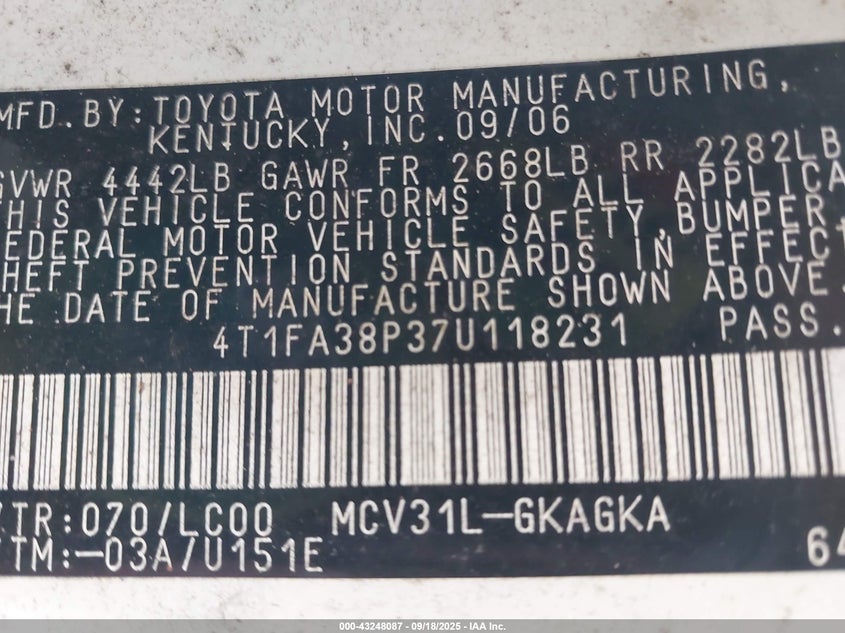 MFD. BY: TOYOTA MOTOR MANUFACTURING,
KENTUCKY, INC. 09/06
GVWR 4442LB GAWR FR 2668LB RR 2282LB
THIS VEHICLE CONFORMS TO ALL APPLICA
FEDERAL MOTOR VEHICLE SAFETY, BUMPER,
THEFT PREVENTION STANDARDS IN EFFECT
THE DATE OF MANUFACTURE SHOWN ABOVE.
4T1FA38P37U118231 PASS.
/TR:070/LC00 MCV31L-GKAGKA
TM:-03A/U151E 64
000-43248087 - 09/18/2025 - IAA Inc.